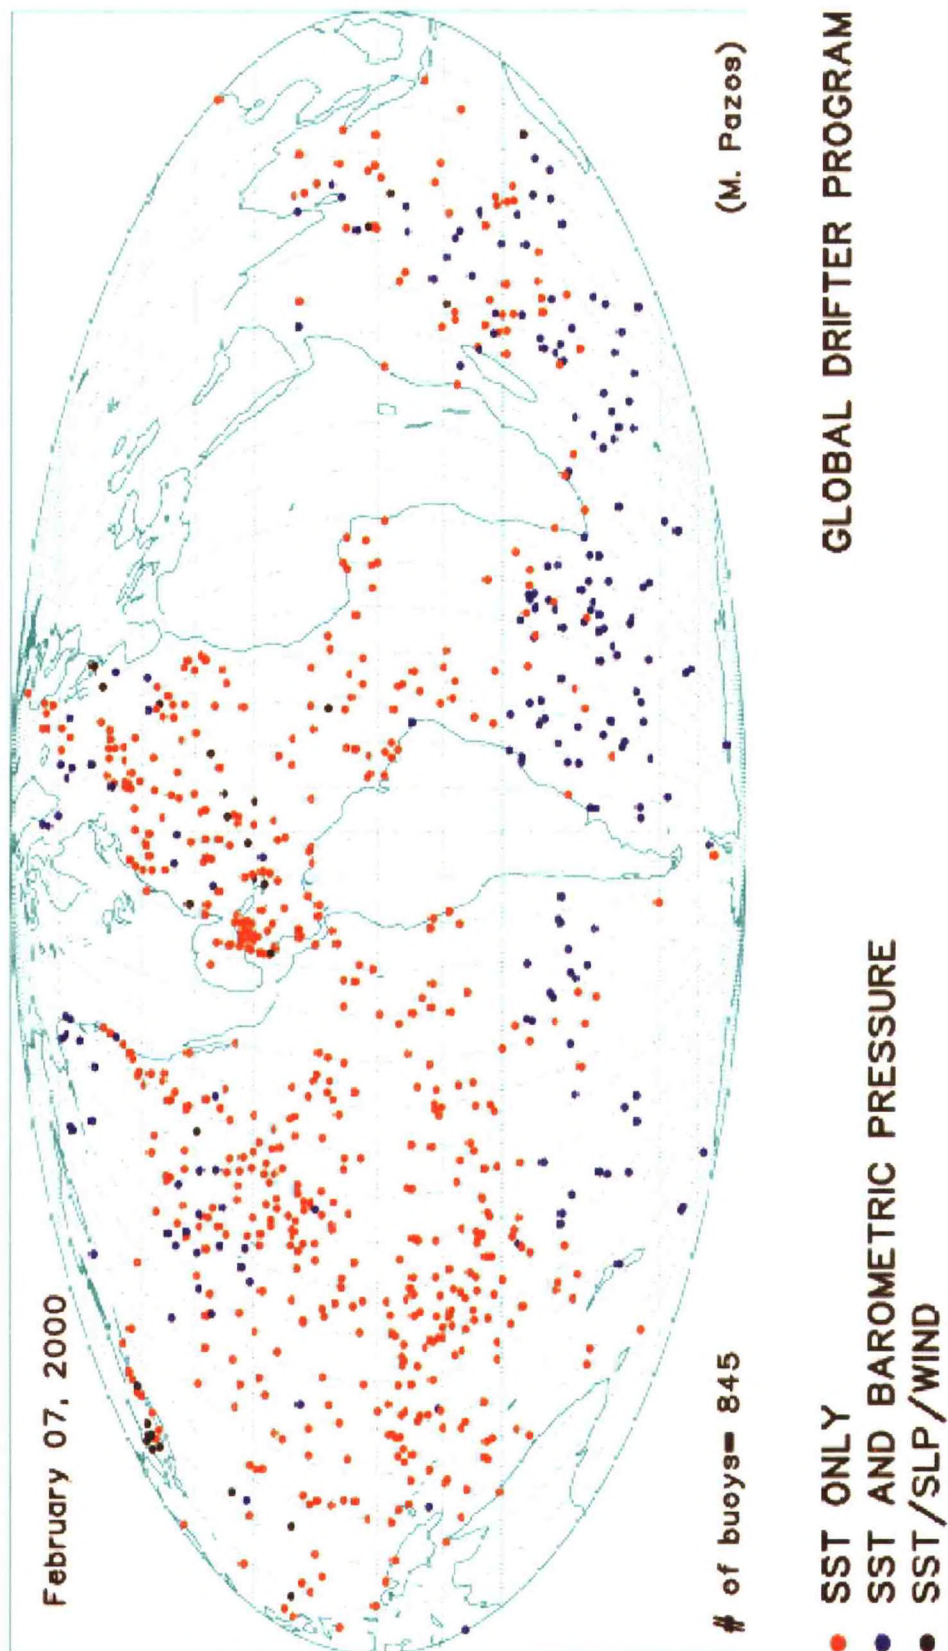 February 07, 2000
# of buoys= 845
(M. Pazos)
GLOBAL DRIFTER PROGRAM
SST ONLY
SST AND BAROMETRIC PRESSURE
SST/SLP/WIND